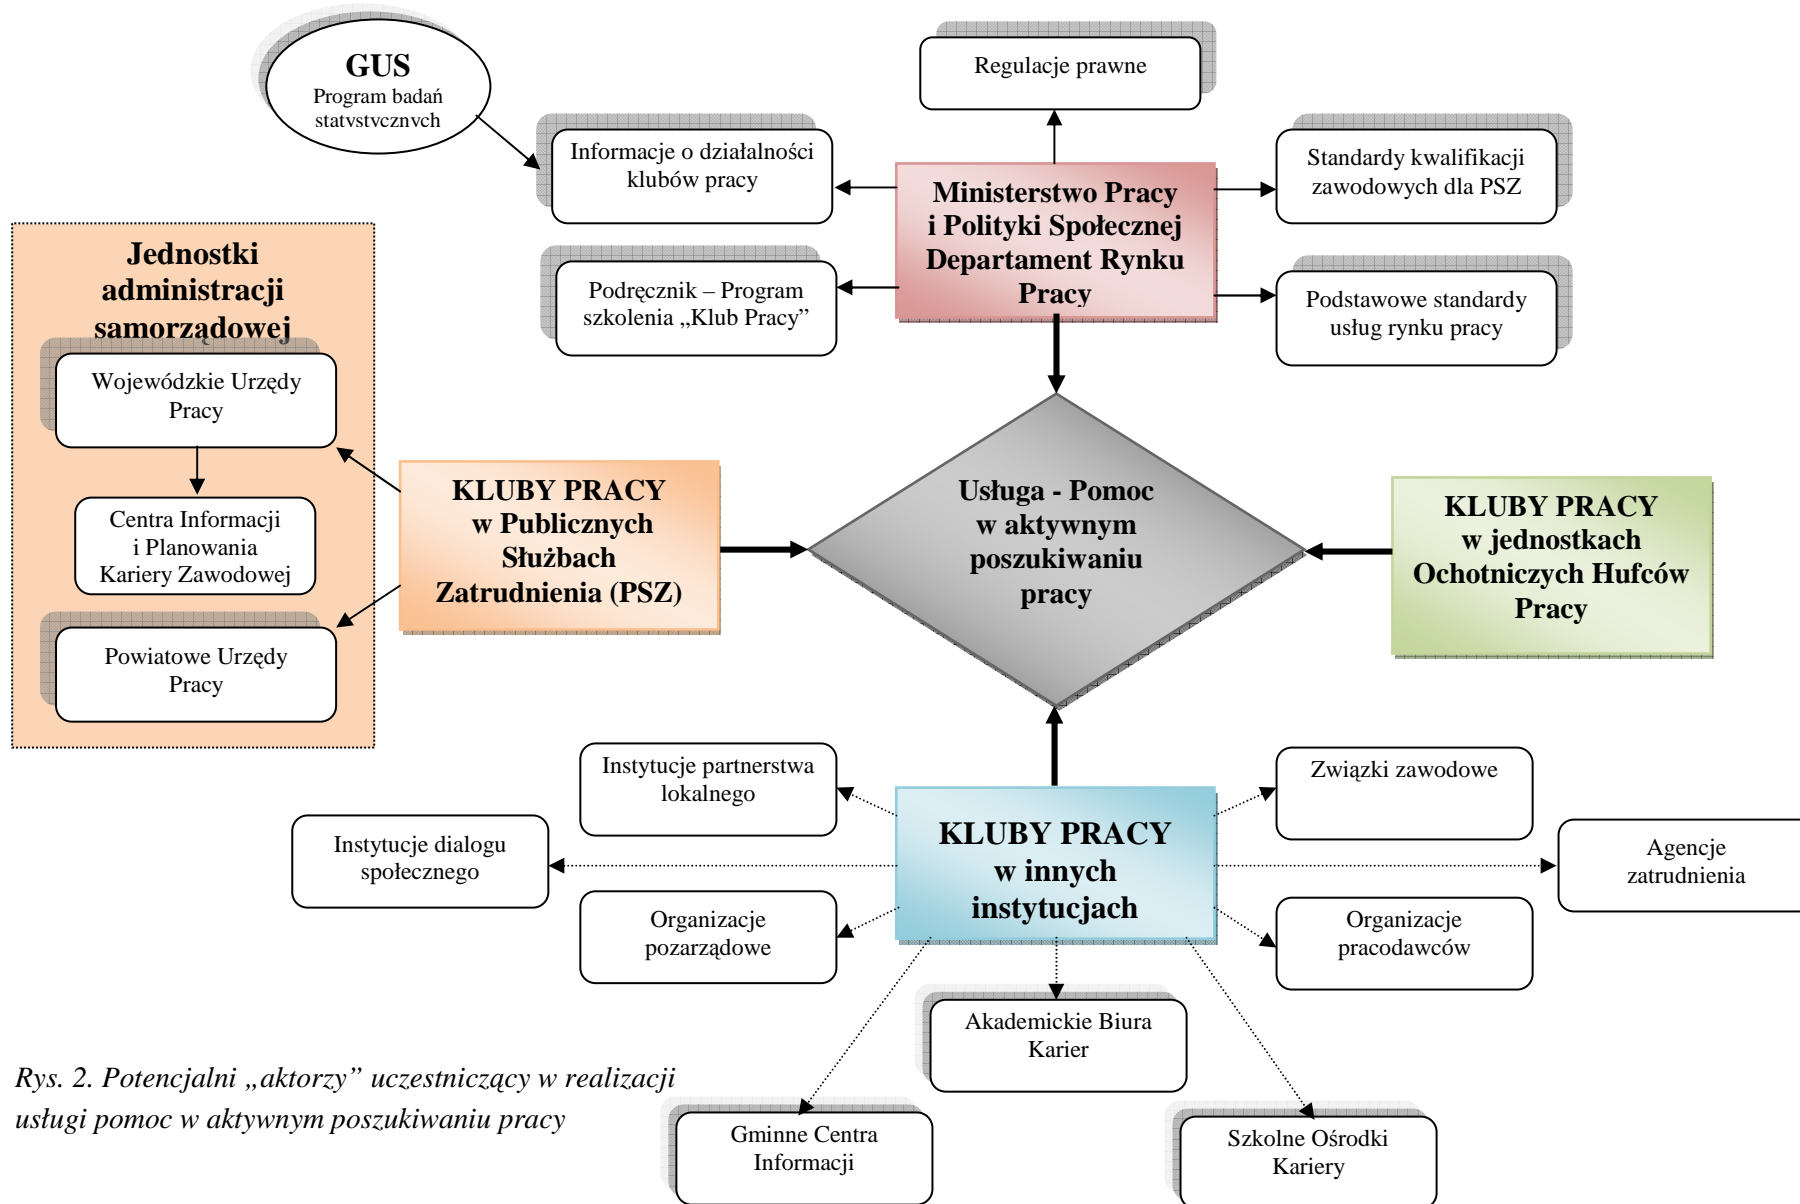 GUS
Program badań
statystycznych
Regulacje prawne
Informacje o działalności
klubów pracy
Ministerstwo Pracy
i Polityki Społecznej
Departament Rynku
Pracy
Standardy kwalifikacji
zawodowych dla PSZ
Podręcznik – Program
szkolenia „Klub Pracy”
Podstawowe standardy
usług rynku pracy
Jednostki
administracji
samorządowej
Wojewódzkie Urzędy
Pracy
Centra Informacji
i Planowania
Kariery Zawodowej
Powiatowe Urzędy
Pracy
KLUBY PRACY
w Publicznych
Służbach
Zatrudnienia (PSZ)
Usługa - Pomoc
w aktywnym
poszukiwaniu
pracy
KLUBY PRACY
w jednostkach
Ochotniczych Hufców
Pracy
Instytucje partnerstwa
lokalnego
Związki zawodowe
Instytucje dialogu
społecznego
KLUBY PRACY
w innych
instytucjach
Agencje
zatrudnienia
Organizacje
pozarządowe
Organizacje
pracodawców
Akademickie Biura
Karier
Gminne Centra
Informacji
Szkolne Ośrodki
Kariery
Rys. 2. Potencjalni „aktorzy” uczestniczący w realizacji
usługi pomoc w aktywnym poszukiwaniu pracy